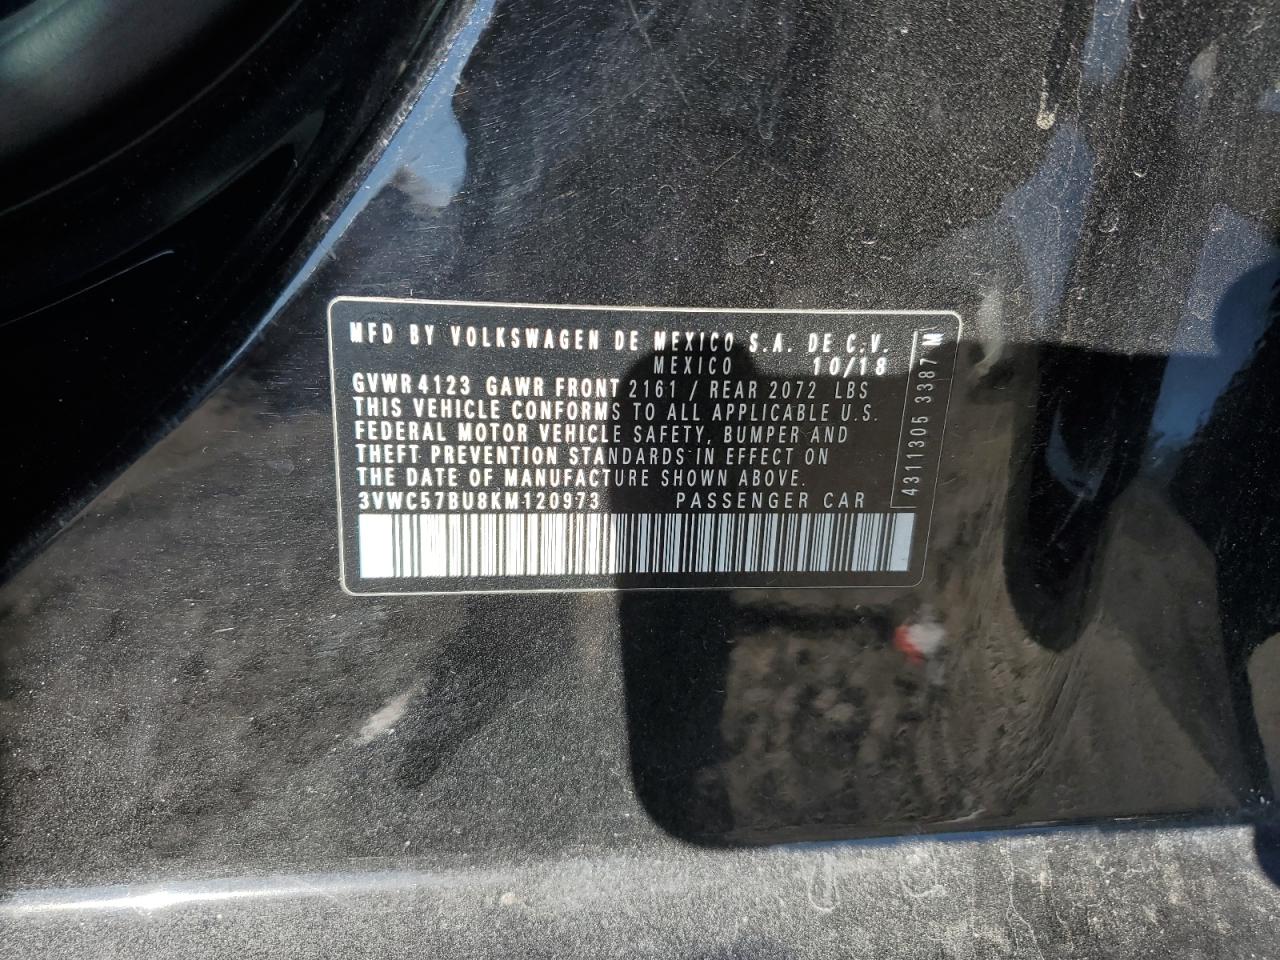 MFD BY VOLKSWAGEN DE MEXICO S.A. DE C.V.
MEXICO 10/18
GVWR 4123 GAWR FRONT 2161 / REAR 2072 LBS
THIS VEHICLE CONFORMS TO ALL APPLICABLE U.S.
FEDERAL MOTOR VEHICLE SAFETY, BUMPER AND
THEFT PREVENTION STANDARDS IN EFFECT ON
THE DATE OF MANUFACTURE SHOWN ABOVE.
3VWC57BU8KM120973 PASSENGER CAR
4311305 3387 M